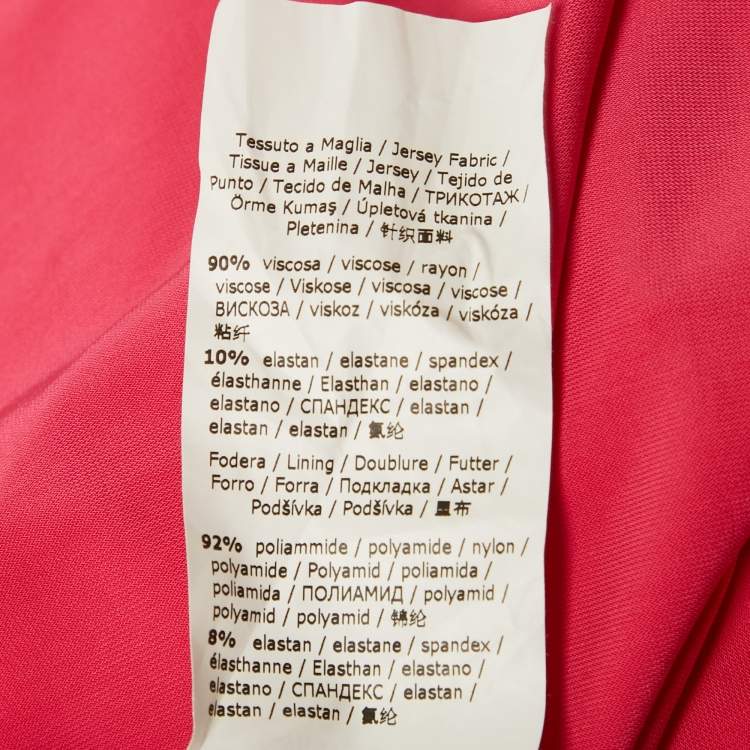 Tessuto a Maglia / Jersey Fabric /
Tissue a Maille / Jersey / Tejido de
Punto / Tecido de Malha / ТРИКОТАЖ /
Örme Kumaş / Úpletová tkanina /
Pletenina / 针织面料
90% viscosa / viscose / rayon /
viscose / Viskose / viscosa / viscose /
ВИСКОЗА / viskoz / viskóza / viskóza /
粘纤
10% elastan / elastane / spandex /
élasthanne / Elasthan / elastano /
elastano / СПАНДЕКС / elastan /
elastan / elastan / 氨纶
Fodera / Lining / Doublure / Futter /
Forro / Forra / Подкладка / Astar /
Podšívka / Podšívka / 里布
92% poliammide / polyamide / nylon /
polyamide / Polyamid / poliamida /
poliamida / ПОЛИАМИД / polyamid /
polyamid / polyamid / 锦纶
8% elastan / elastane / spandex /
élasthanne / Elasthan / elastano /
elastano / СПАНДЕКС / elastan /
elastan / elastan / 氨纶